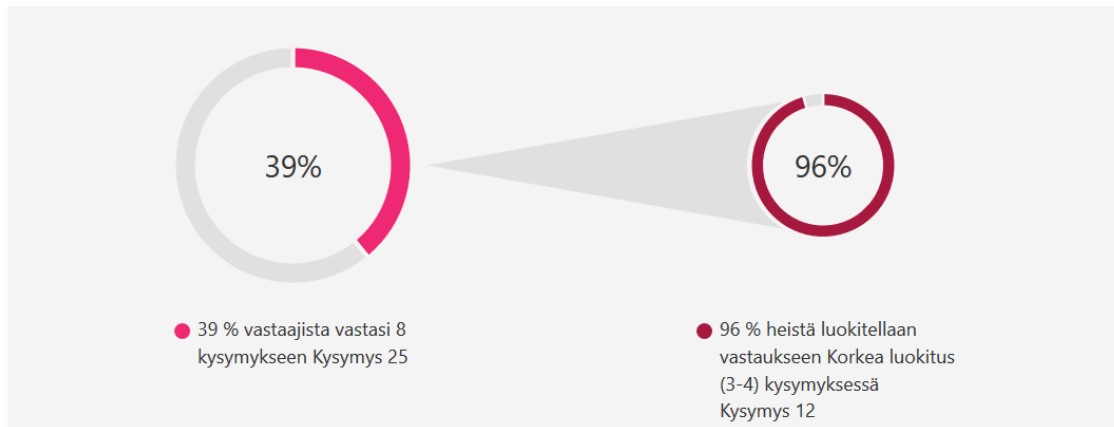 39%
96%
39 % vastaajista vastasi 8
kysymykseen Kysymys 25
96 % heistä luokitellaan
vastaukseen Korkea luokitus
(3-4) kysymyksessä
Kysymys 12